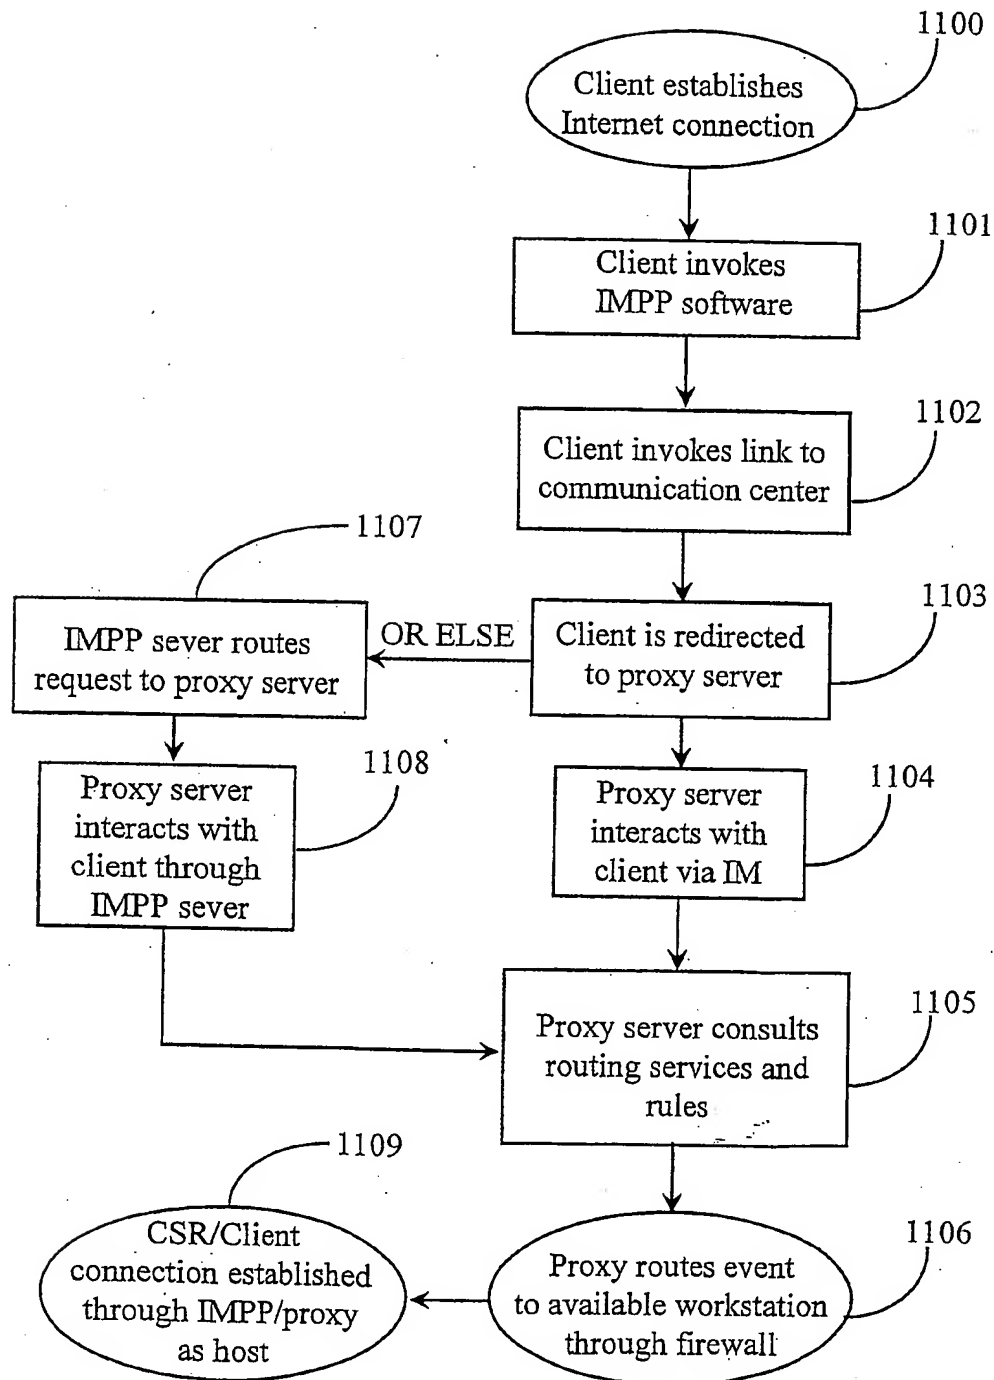 1100
Client establishes
Internet connection
1101
Client invokes
IMPP software
1102
Client invokes link to
communication center
1107
1103
IMPP sever routes
request to proxy server
OR ELSE
Client is redirected
to proxy server
1108
1104
Proxy server
interacts with
client through
IMPP sever
Proxy server
interacts with
client via IM
1105
Proxy server consults
routing services and
rules
1109
1106
CSR/Client
connection established
through IMPP/proxy
as host
Proxy routes event
to available workstation
through firewall